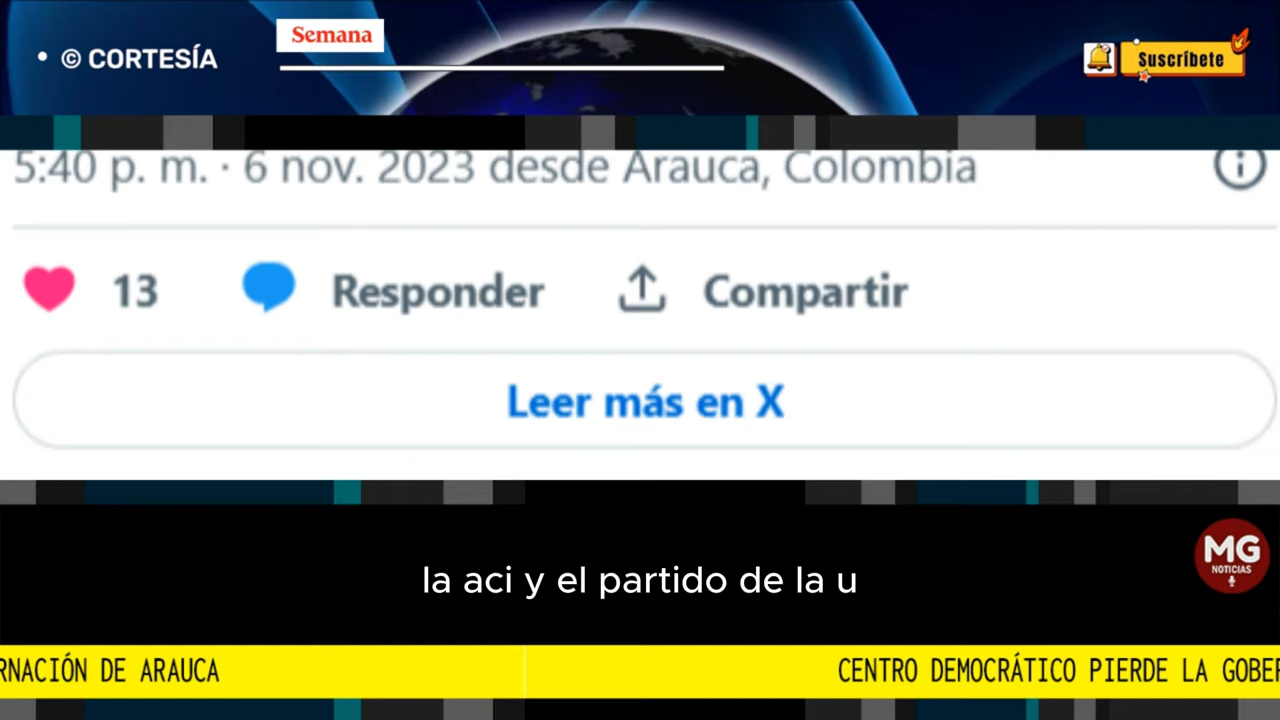 Semana
• © CORTESÍA
Suscríbete
5:40 p. m. · 6 nov. 2023 desde Arauca, Colombia
13 Responder Compartir
Leer más en X
MG
NOTICIAS
la aci y el partido de la u
RNACIÓN DE ARAUCA CENTRO DEMOCRÁTICO PIERDE LA GOBER